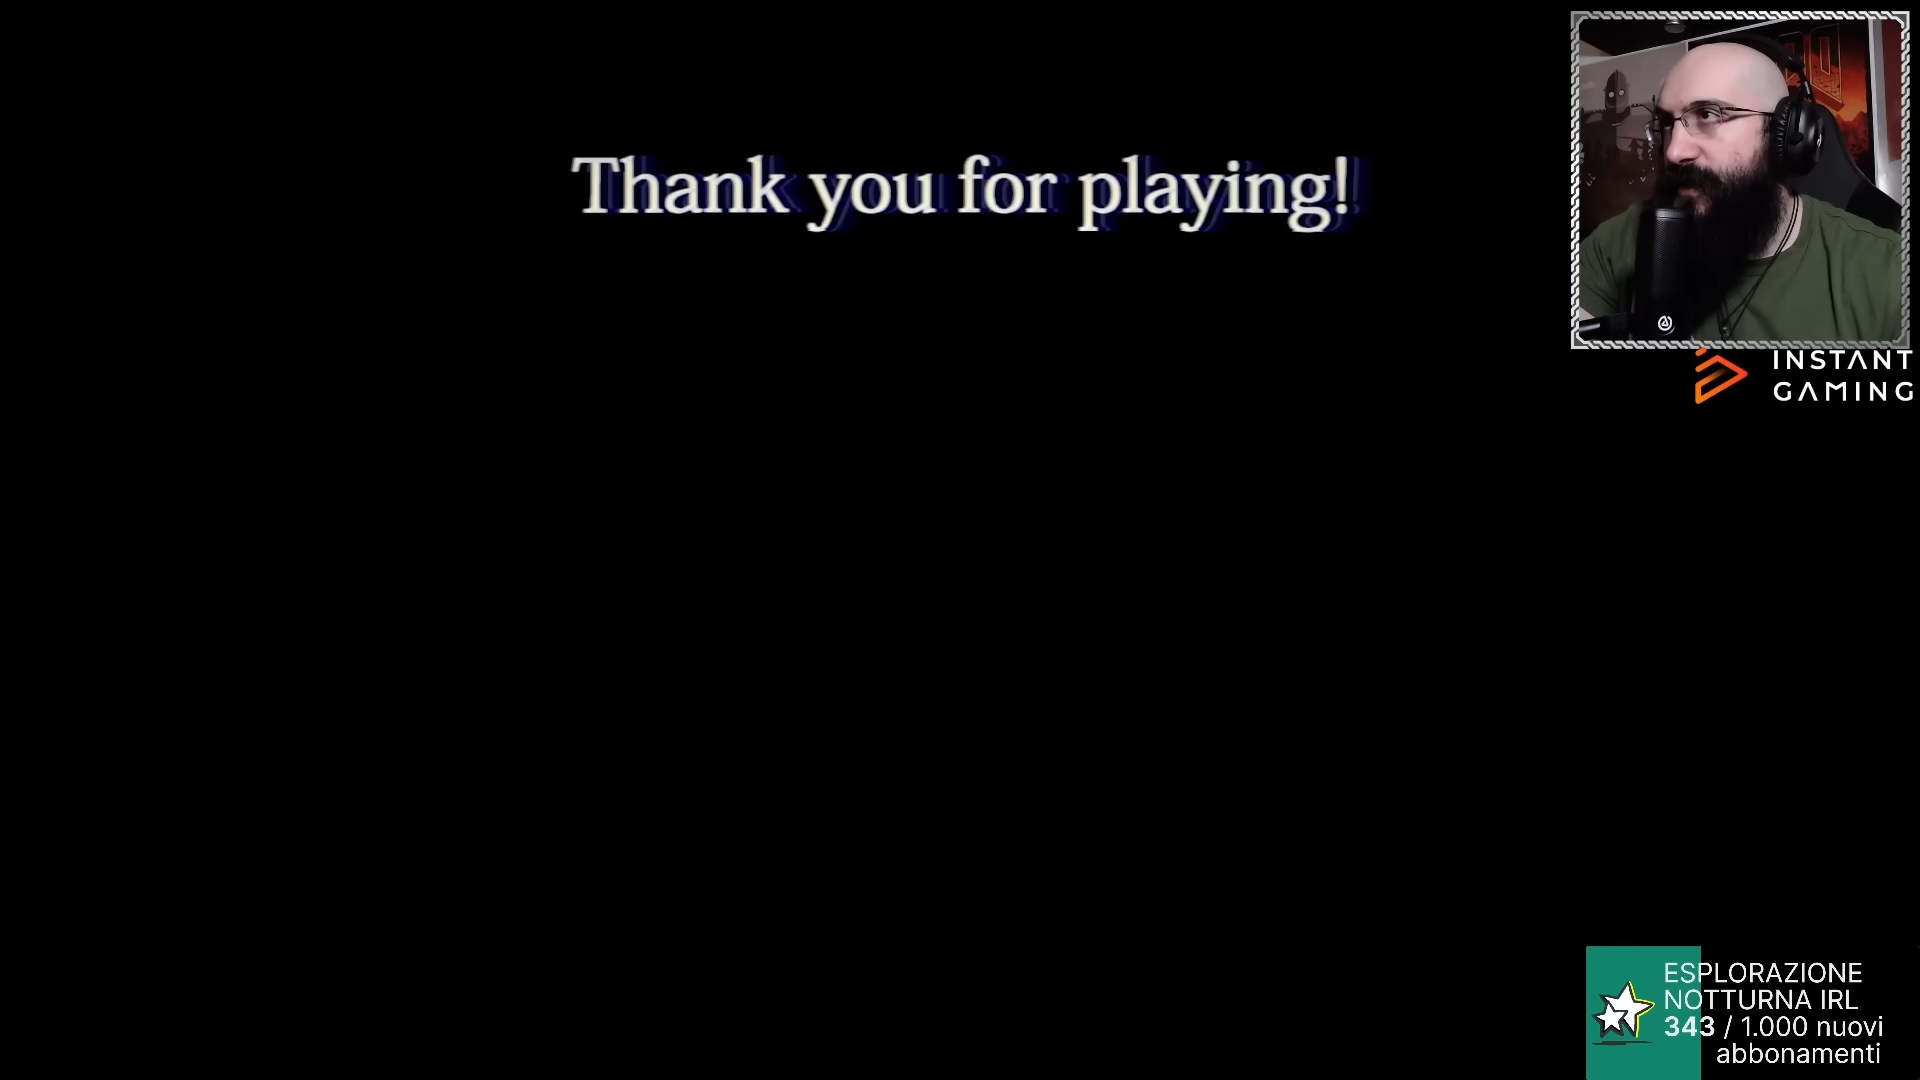 Thank you for playing!
INSTANT
GAMING
ESPLORAZIONE
NOTTURNA IRL
343 / 1.000 nuovi
abbonamenti